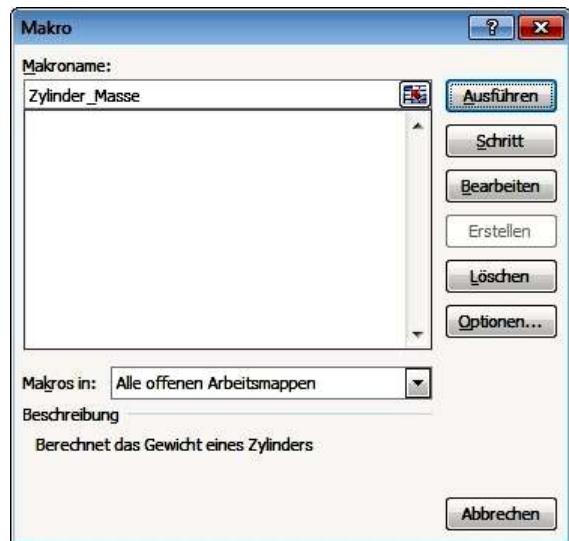 Makro
?
Makroname:
Zylinder_Masse
Ausführen
Schritt
Bearbeiten
Erstellen
Löschen
Optionen...
Makros in: Alle offenen Arbeitsmappen
Beschreibung
Berechnet das Gewicht eines Zylinders
Abbrechen